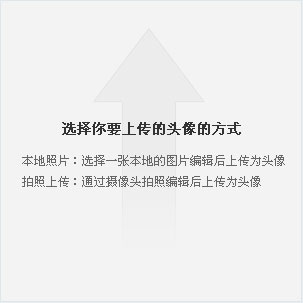 选择你要上传的头像的方式
本地照片：选择一张本地的图片编辑后上传为头像
拍照上传：通过摄像头拍照编辑后上传为头像